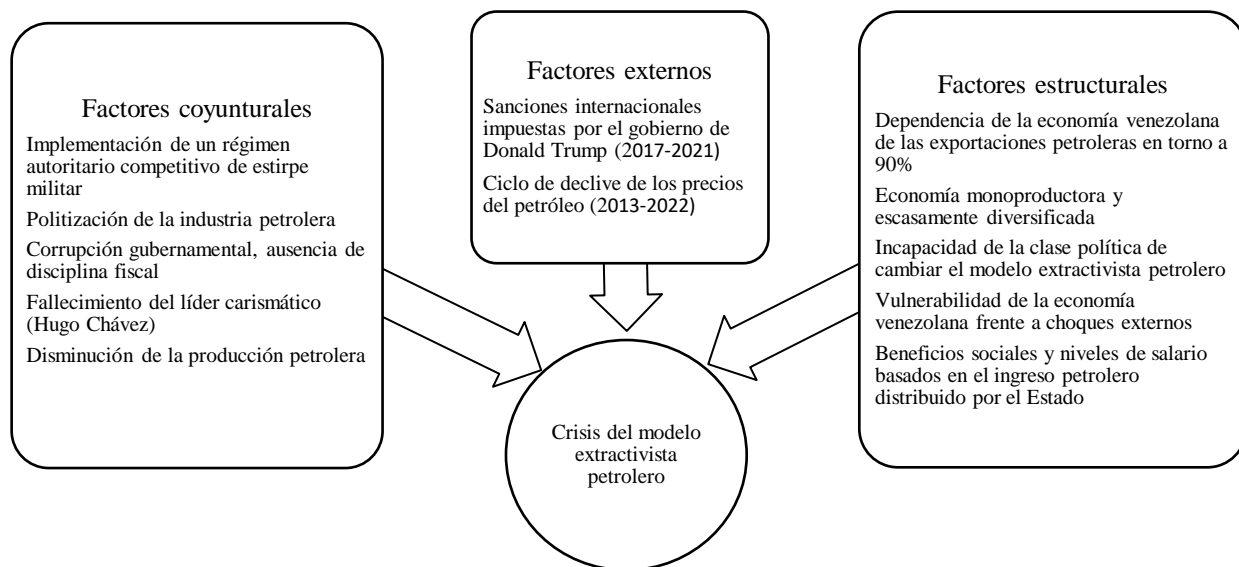 Factores coyunturales
Implementación de un régimen
autoritario competitivo de estirpe
militar
Politización de la industria petrolera
Corrupción gubernamental, ausencia de
disciplina fiscal
Fallecimiento del líder carismático
(Hugo Chávez)
Disminución de la producción petrolera
Factores externos
Sanciones internacionales
impuestas por el gobierno de
Donald Trump (2017-2021)
Ciclo de declive de los precios
del petróleo (2013-2022)
Factores estructurales
Dependencia de la economía venezolana
de las exportaciones petroleras en torno a
90%
Economía monoproductora y
escasamente diversificada
Incapacidad de la clase política de
cambiar el modelo extractivista petrolero
Vulnerabilidad de la economía
venezolana frente a choques externos
Beneficios sociales y niveles de salario
basados en el ingreso petrolero
distribuido por el Estado
Crisis del modelo
extractivista
petrolero